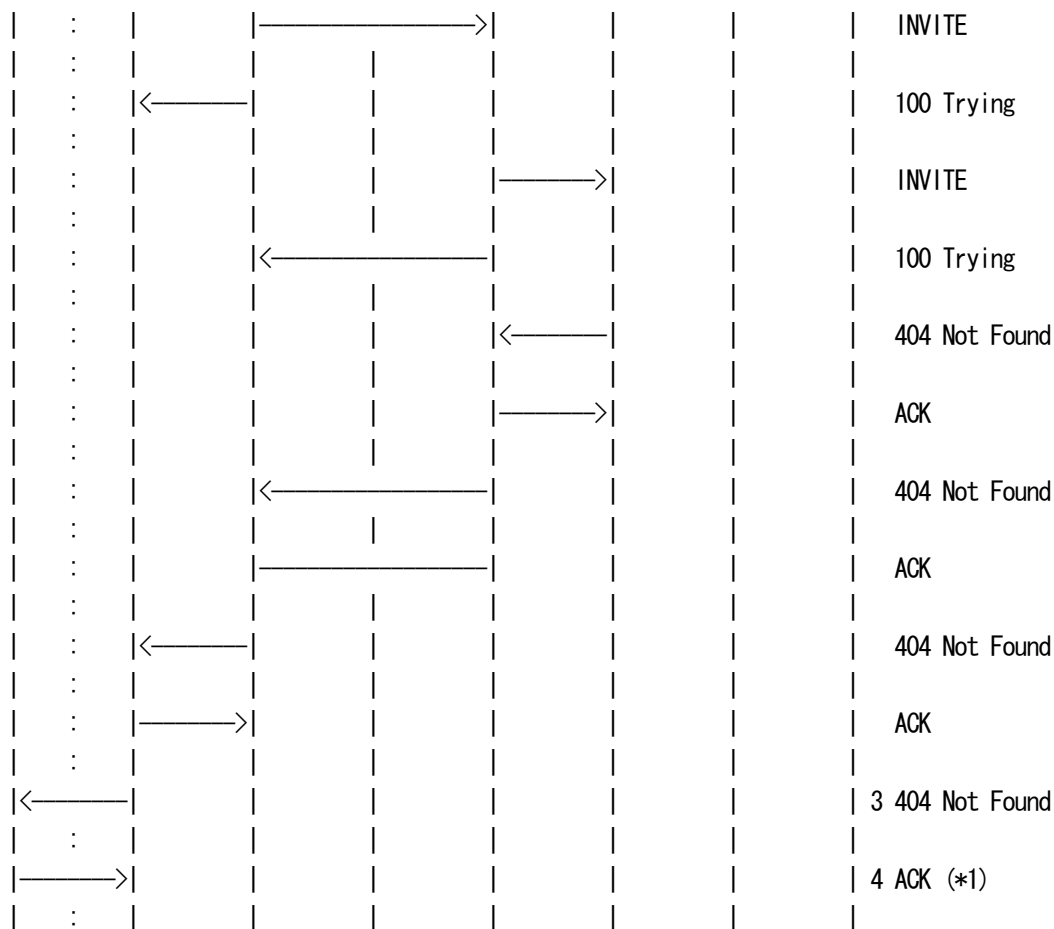 INVITE
100 Trying
INVITE
100 Trying
404 Not Found
ACK
404 Not Found
ACK
404 Not Found
ACK
3 404 Not Found
4 ACK (*1)